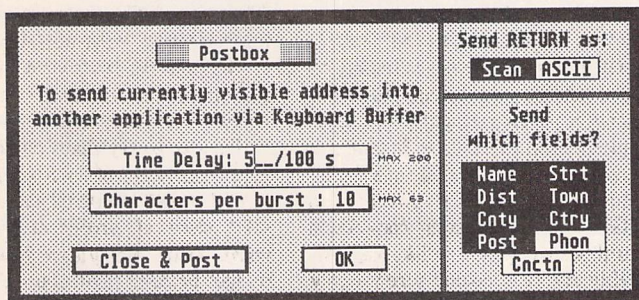 Postbox
To send currently visible address into
another application via Keyboard Buffer
Time Delay: 5__/100 s MAX 200
Characters per burst : 10 MAX 63
Close & Post OK
Send RETURN as:
Scan ASCII
Send
which fields?
Name Strt
Dist Town
Cnty Ctry
Post Phon
Cnctn